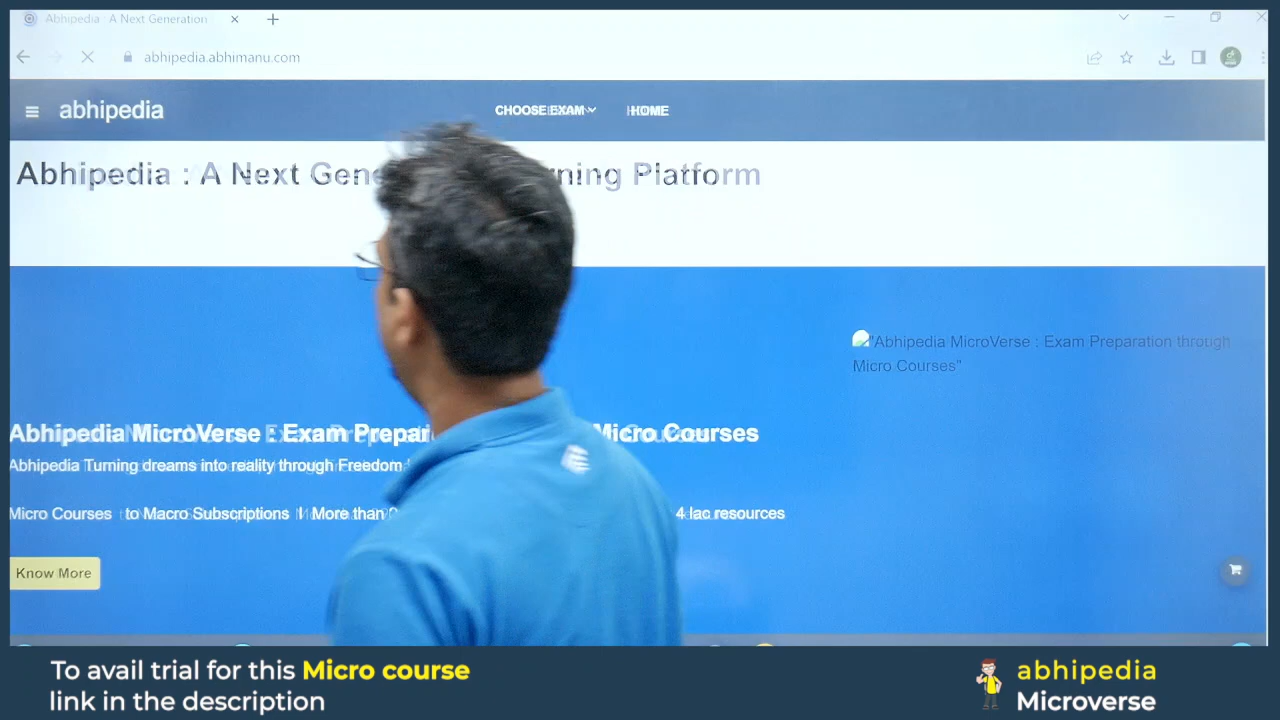 Abhipedia : A Next Generation
abhipedia.abhimanu.com
abhipedia
CHOOSE EXAM
HOME
Abhipedia : A Next Gene rning Platform
"Abhipedia MicroVerse : Exam Preparation through
Micro Courses"
Abhipedia MicroVerse : Exam Prepar Micro Courses
Abhipedia Turning dreams into reality through Freedom
Micro Courses to Macro Subscriptions | More than 4 lac resources
Know More
To avail trial for this Micro course
link in the description
abhipedia
Microverse